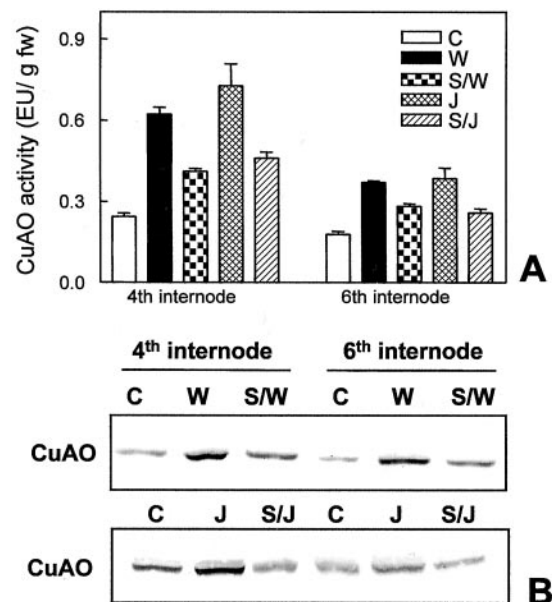 0.9
0.6
0.3
0.0
CuAO activity (EU/ g fw)
C
W
S/W
J
S/J
4th internode 6th internode
A
4th internode 6th internode
C W S/W C W S/W
CuAO
C J S/J C J S/J
CuAO
B